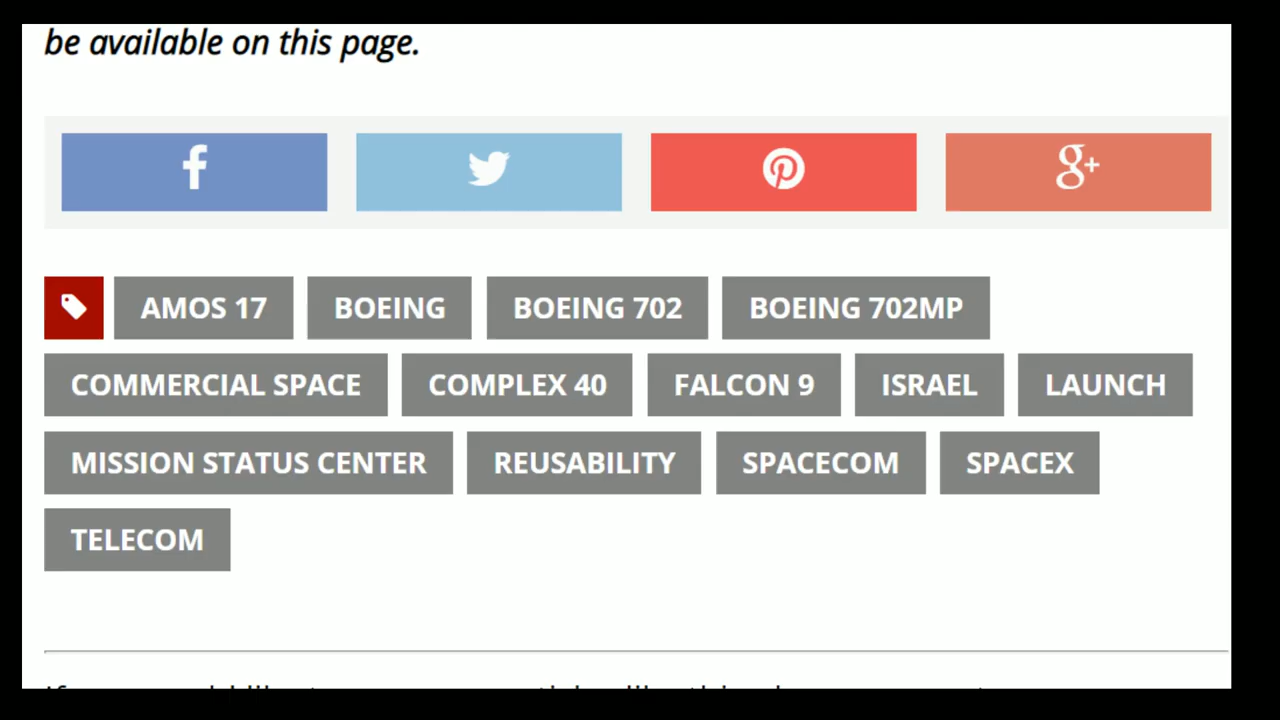 be available on this page.
f g+
AMOS 17 BOEING BOEING 702 BOEING 702MP
COMMERCIAL SPACE COMPLEX 40 FALCON 9 ISRAEL LAUNCH
MISSION STATUS CENTER REUSABILITY SPACECOM SPACEX
TELECOM